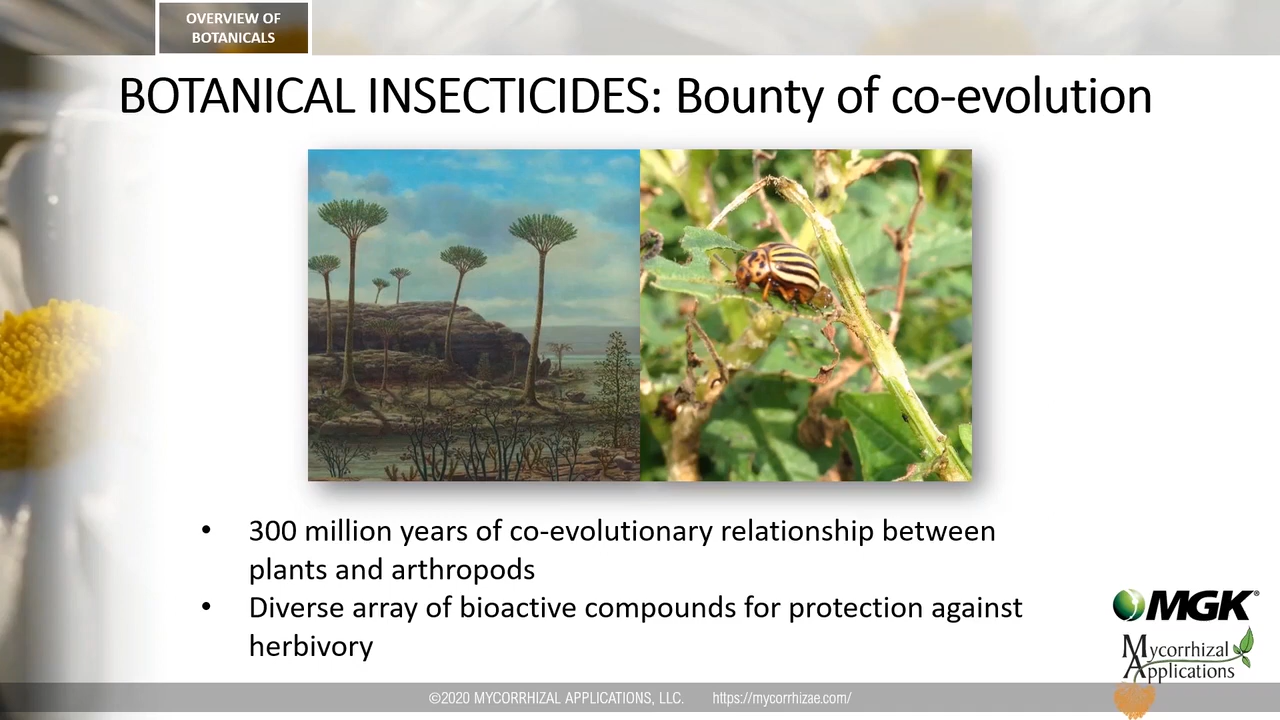 OVERVIEW OF
BOTANICALS
BOTANICAL INSECTICIDES: Bounty of co-evolution
• 300 million years of co-evolutionary relationship between
plants and arthropods
• Diverse array of bioactive compounds for protection against
herbivory
MGK®
Mycorrhizal
Applications
©2020 MYCORRHIZAL APPLICATIONS, LLC. https://mycorrhizae.com/